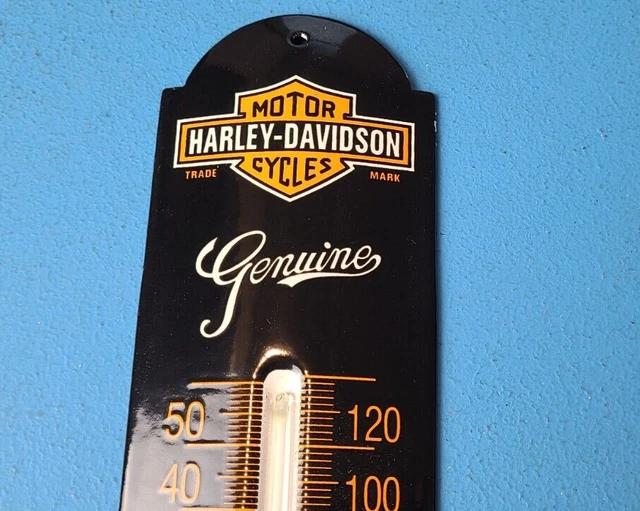 MOTOR
HARLEY-DAVIDSON
CYCLES
TRADE MARK
Genuine
50 120
40 100